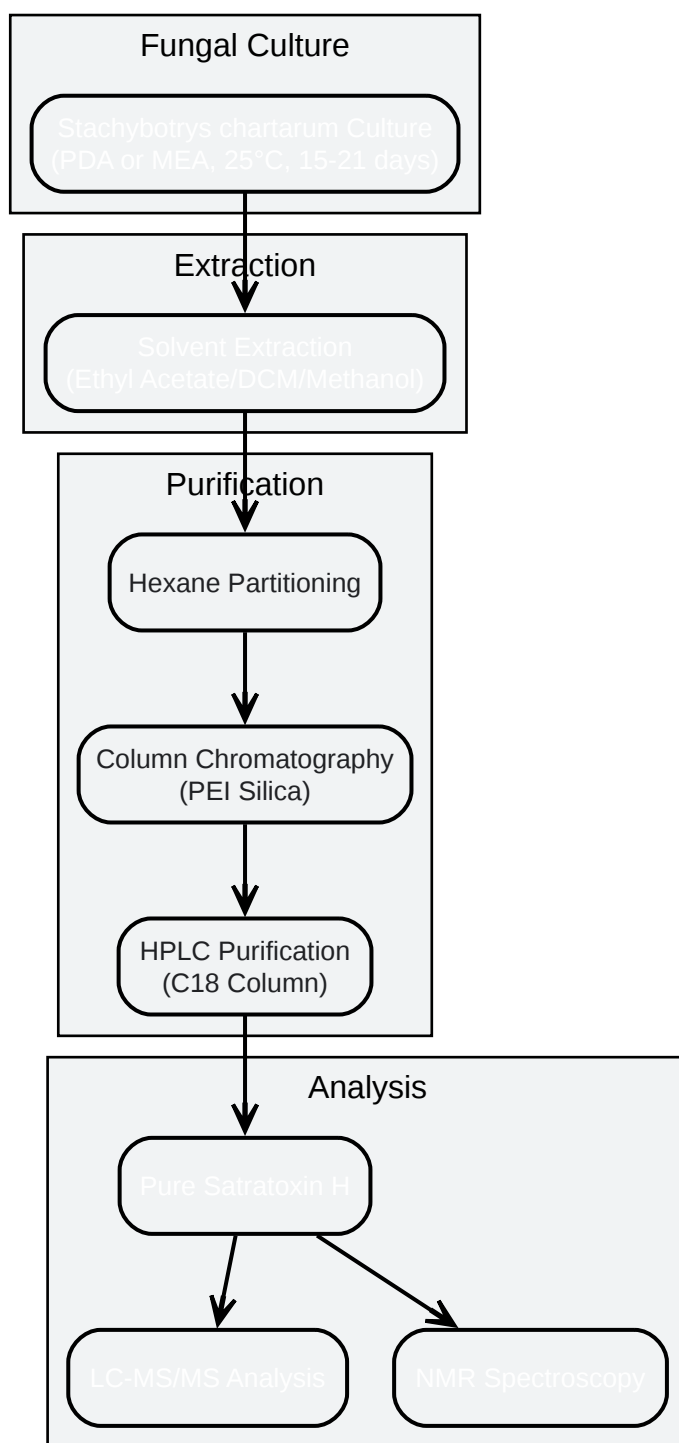 Fungal Culture
Stachybotrys chartarum Culture
(PDA or MEA, 25°C, 15-21 days)
Extraction
Solvent Extraction
(Ethyl Acetate/DCM/Methanol)
Purification
Hexane Partitioning
Column Chromatography
(PEI Silica)
HPLC Purification
(C18 Column)
Analysis
Pure Satratoxin H
LC-MS/MS Analysis
NMR Spectroscopy